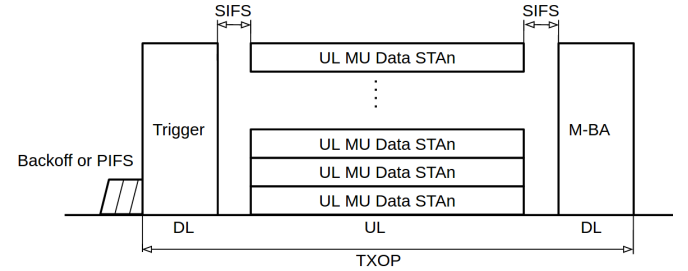 SIFS SIFS
UL MU Data STAn
Trigger
M-BA
UL MU Data STAn
Backoff or PIFS
UL MU Data STAn
UL MU Data STAn
DL UL DL
TXOP